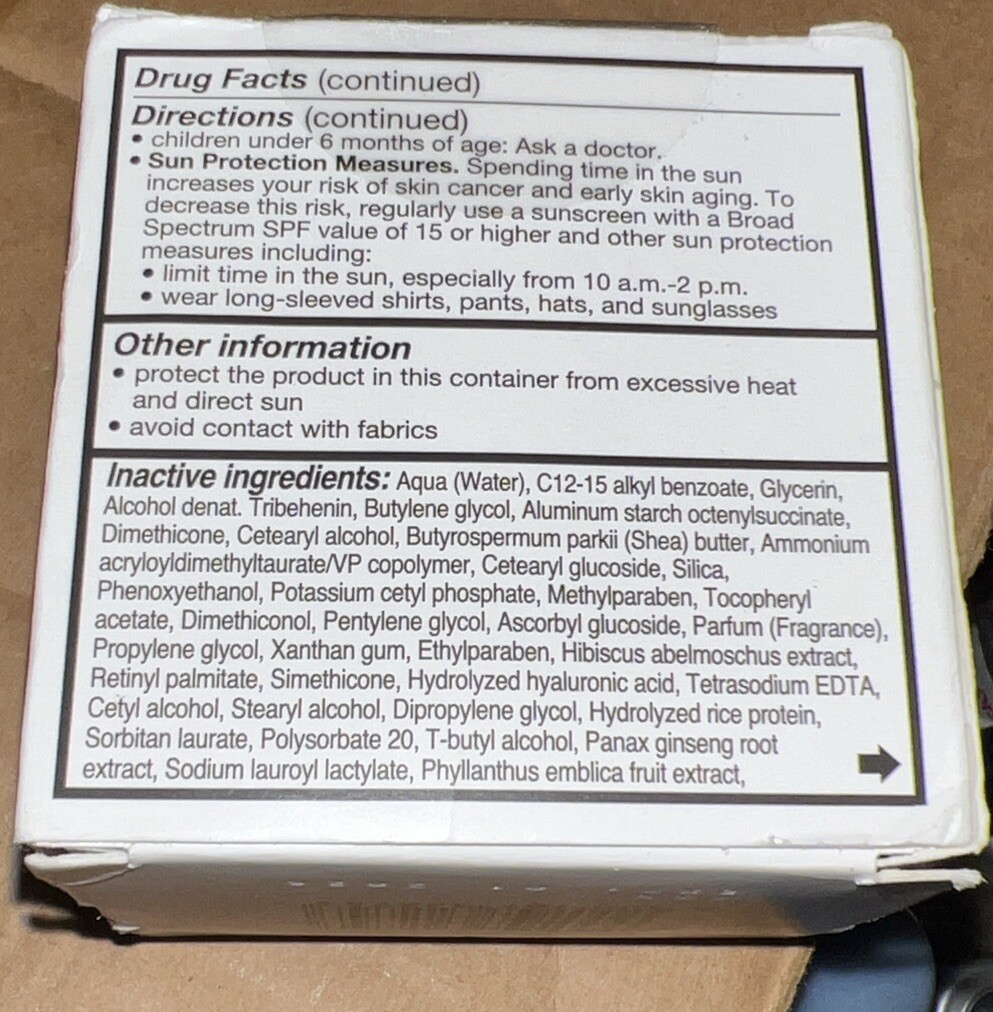 Drug Facts (continued)
Directions (continued)
• children under 6 months of age: Ask a doctor.
• Sun Protection Measures. Spending time in the sun
increases your risk of skin cancer and early skin aging. To
decrease this risk, regularly use a sunscreen with a Broad
Spectrum SPF value of 15 or higher and other sun protection
measures including:
• limit time in the sun, especially from 10 a.m.-2 p.m.
• wear long-sleeved shirts, pants, hats, and sunglasses
Other information
• protect the product in this container from excessive heat
and direct sun
• avoid contact with fabrics
Inactive ingredients: Aqua (Water), C12-15 alkyl benzoate, Glycerin,
Alcohol denat. Tribehenin, Butylene glycol, Aluminum starch octenylsuccinate,
Dimethicone, Cetearyl alcohol, Butyrospermum parkii (Shea) butter, Ammonium
acryloyldimethyltaurate/VP copolymer, Cetearyl glucoside, Silica,
Phenoxyethanol, Potassium cetyl phosphate, Methylparaben, Tocopheryl
acetate, Dimethiconol, Pentylene glycol, Ascorbyl glucoside, Parfum (Fragrance),
Propylene glycol, Xanthan gum, Ethylparaben, Hibiscus abelmoschus extract,
Retinyl palmitate, Simethicone, Hydrolyzed hyaluronic acid, Tetrasodium EDTA,
Cetyl alcohol, Stearyl alcohol, Dipropylene glycol, Hydrolyzed rice protein,
Sorbitan laurate, Polysorbate 20, T-butyl alcohol, Panax ginseng root
extract, Sodium lauroyl lactylate, Phyllanthus emblica fruit extract,